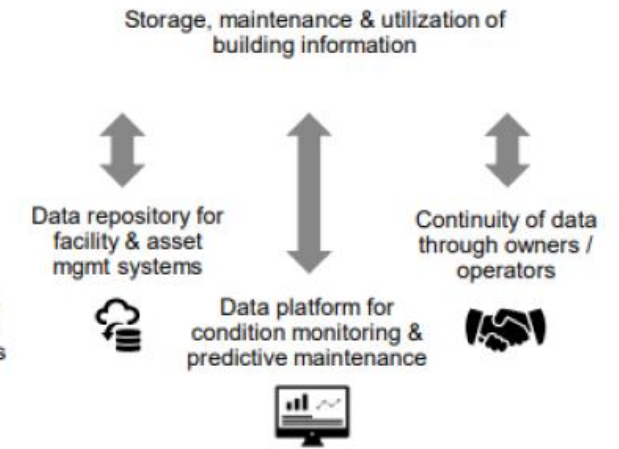 Storage, maintenance & utilization of
building information
Data repository for
facility & asset
mgmt systems
Data platform for
condition monitoring &
predictive maintenance
Continuity of data
through owners /
operators